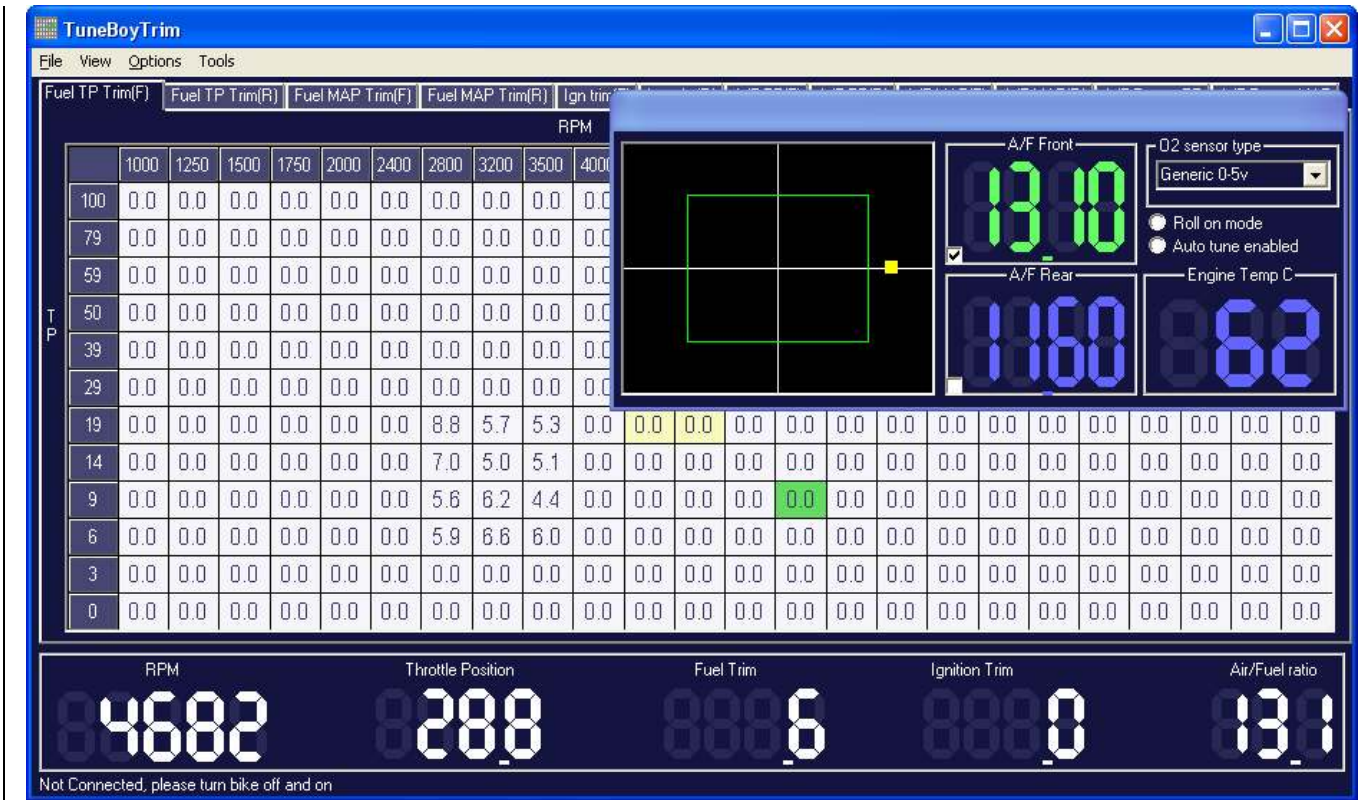 TuneBoyTrim
File View Options Tools
Fuel TP Trim(F) Fuel TP Trim(R) Fuel MAP Trim(F) Fuel MAP Trim(R) Ign
RPM
1000 1250 1500 1750 2000 2400 2800 3200 3500 4000
100 0.0 0.0 0.0 0.0 0.0 0.0 0.0 0.0 0.0 0.0
79 0.0 0.0 0.0 0.0 0.0 0.0 0.0 0.0 0.0 0.0
59 0.0 0.0 0.0 0.0 0.0 0.0 0.0 0.0 0.0 0.0
TP
50 0.0 0.0 0.0 0.0 0.0 0.0 0.0 0.0 0.0 0.0
39 0.0 0.0 0.0 0.0 0.0 0.0 0.0 0.0 0.0 0.0
29 0.0 0.0 0.0 0.0 0.0 0.0 0.0 0.0 0.0 0.0
19 0.0 0.0 0.0 0.0 0.0 0.0 8.8 5.7 5.3 0.0 0.0 0.0 0.0 0.0 0.0 0.0 0.0 0.0 0.0 0.0 0.0 0.0 0.0 0.0
14 0.0 0.0 0.0 0.0 0.0 0.0 7.0 5.0 5.1 0.0 0.0 0.0 0.0 0.0 0.0 0.0 0.0 0.0 0.0 0.0 0.0 0.0 0.0 0.0
9 0.0 0.0 0.0 0.0 0.0 0.0 5.6 6.2 4.4 0.0 0.0 0.0 0.0 0.0 0.0 0.0 0.0 0.0 0.0 0.0 0.0 0.0 0.0 0.0
6 0.0 0.0 0.0 0.0 0.0 0.0 5.9 6.6 6.0 0.0 0.0 0.0 0.0 0.0 0.0 0.0 0.0 0.0 0.0 0.0 0.0 0.0 0.0 0.0
3 0.0 0.0 0.0 0.0 0.0 0.0 0.0 0.0 0.0 0.0 0.0 0.0 0.0 0.0 0.0 0.0 0.0 0.0 0.0 0.0 0.0 0.0 0.0 0.0
0 0.0 0.0 0.0 0.0 0.0 0.0 0.0 0.0 0.0 0.0 0.0 0.0 0.0 0.0 0.0 0.0 0.0 0.0 0.0 0.0 0.0 0.0 0.0 0.0
A/F Front
13.10
A/F Rear
11.60
O2 sensor type
Generic 0-5v
Roll on mode
Auto tune enabled
Engine Temp C
62
RPM Throttle Position Fuel Trim Ignition Trim Air/Fuel ratio
4682 28.8 .6 .0 13.1
Not Connected, please turn bike off and on